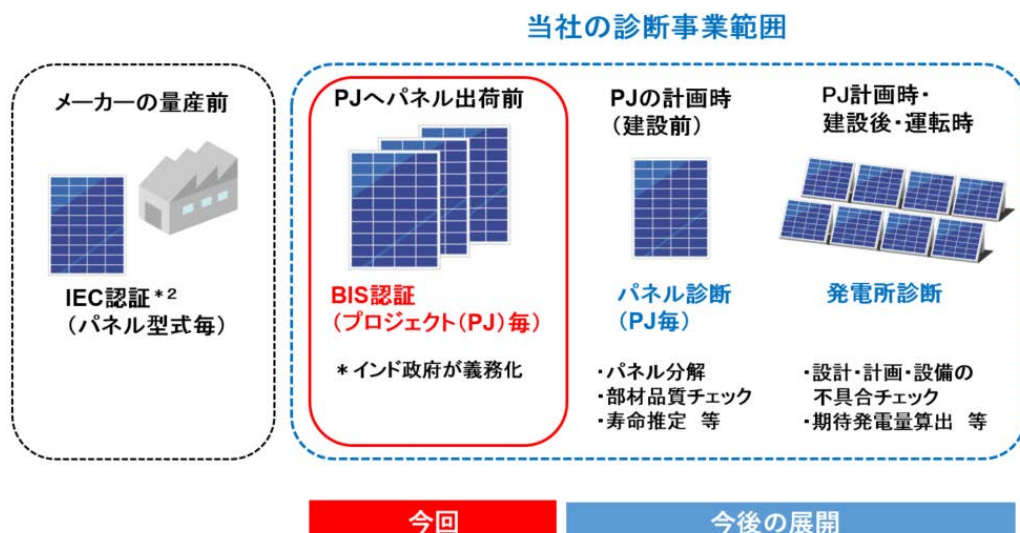 当社の診断事業範囲
メーカーの量産前
IEC認証*2
(パネル型式毎)
PJへパネル出荷前
BIS認証
(プロジェクト(PJ)毎)
*インド政府が義務化
PJの計画時
(建設前)
パネル診断
(PJ毎)
・パネル分解
・部材品質チェック
・寿命推定 等
PJ計画時・
建設後・運転時
発電所診断
・設計・計画・設備の
不具合チェック
・期待発電量算出 等
今回
今後の展開